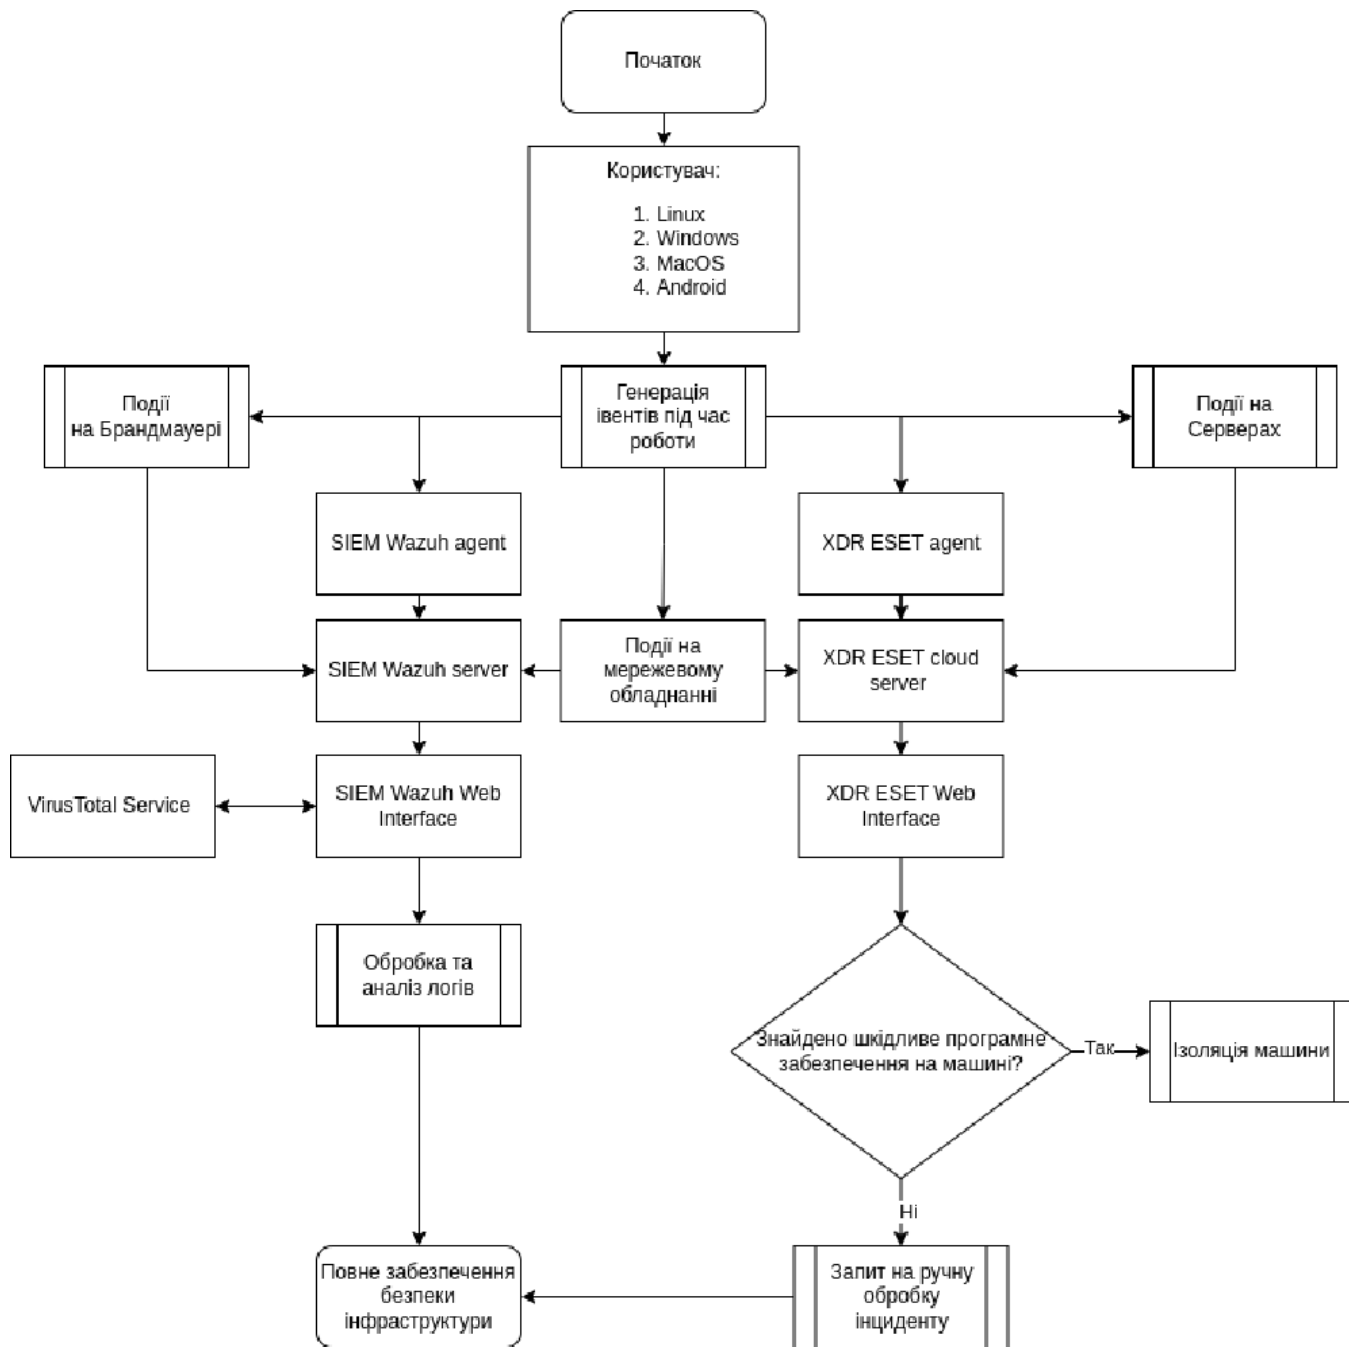 Початок
Користувач:
1. Linux
2. Windows
3. MacOS
4. Android
Події
на Брандмауері
Генерація
івентів під час
роботи
Події на
Серверах
SIEM Wazuh agent
XDR ESET agent
SIEM Wazuh server
Події на
мережевому
обладнанні
XDR ESET cloud
server
VirusTotal Service
SIEM Wazuh Web
Interface
XDR ESET Web
Interface
Обробка та
аналіз логів
Знайдено шкідливе програмне
забезпечення на машині?
Так
Ізоляція машини
Ні
Повне забезпечення
безпеки
інфраструктури
Запит на ручну
обробку
інциденту